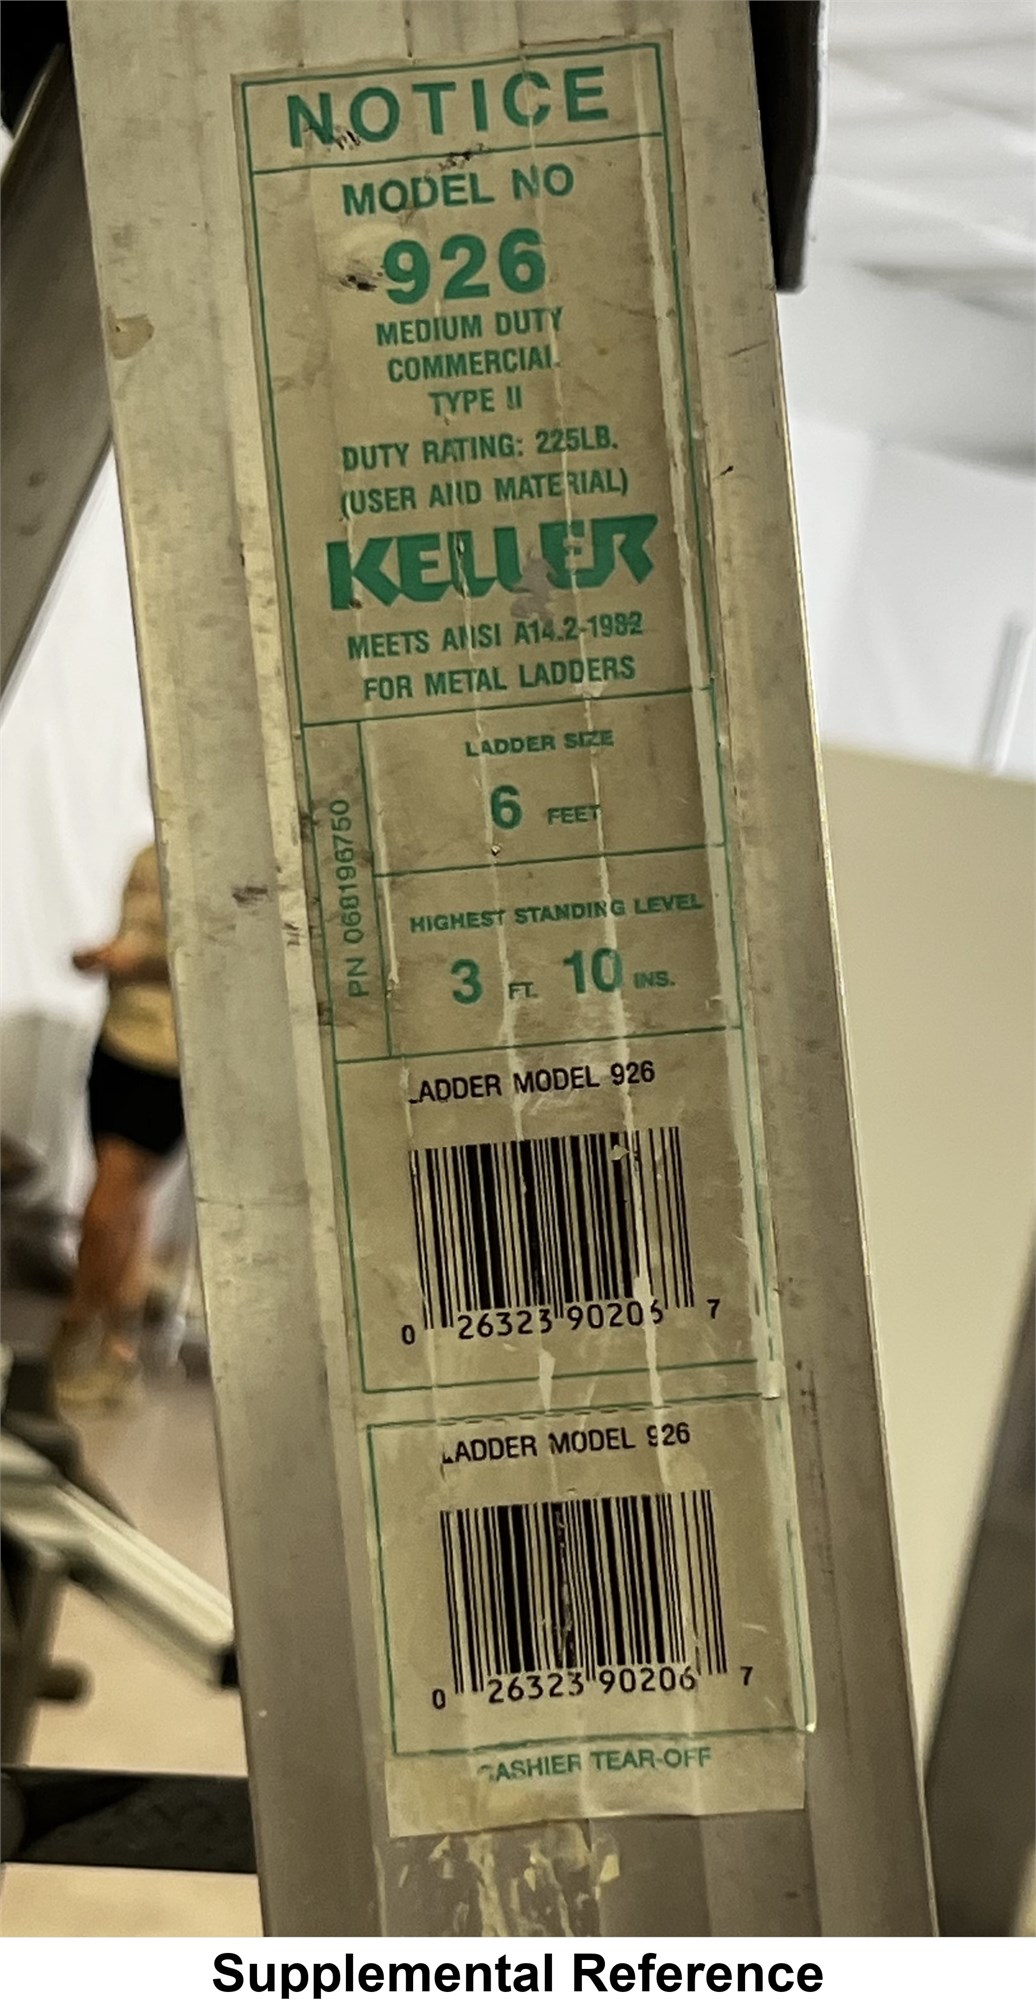 NOTICE
MODEL NO
926
MEDIUM DUTY
COMMERCIAL
TYPE II
DUTY RATING: 225LB.
(USER AND MATERIAL)
KELLER
MEETS ANSI A14.2-1982
FOR METAL LADDERS
PN 068196750
LADDER SIZE
6 FEET
HIGHEST STANDING LEVEL
3 FT. 10 INS.
LADDER MODEL 926
0 26323 90206 7
LADDER MODEL 926
0 26323 90206 7
CASHIER TEAR-OFF
Supplemental Reference